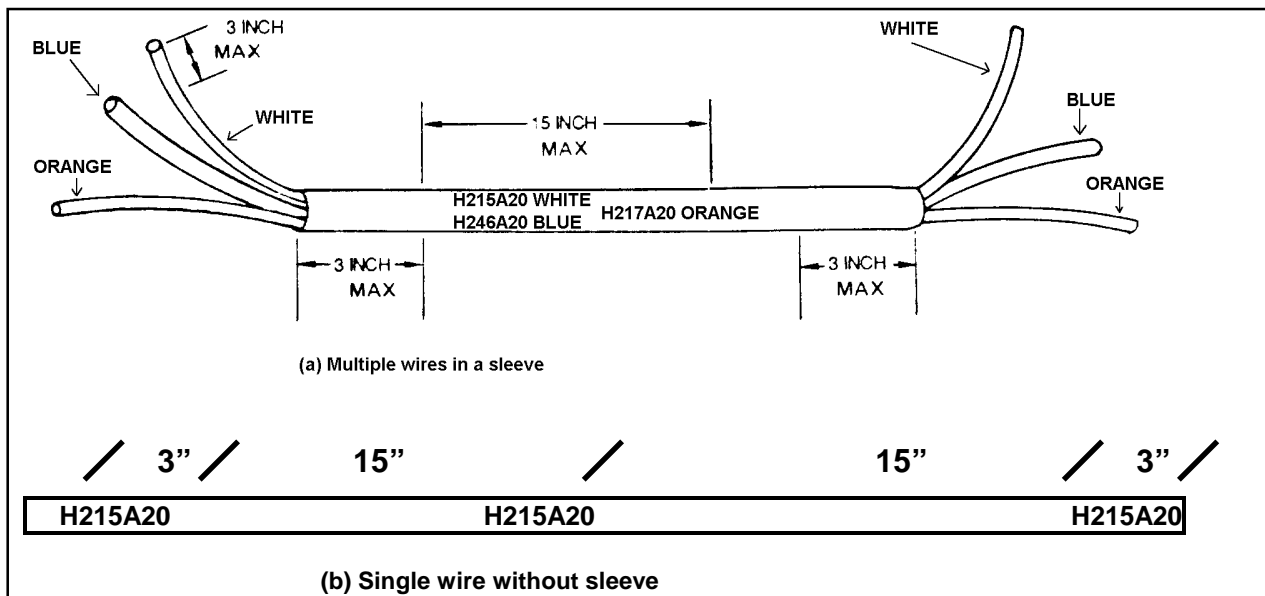 3 INCH
MAX
BLUE
WHITE
ORANGE
15 INCH
MAX
WHITE
BLUE
ORANGE
H215A20 WHITE
H246A20 BLUE
H217A20 ORANGE
3 INCH
MAX
3 INCH
MAX
(a) Multiple wires in a sleeve
3” 15” 15” 3”
H215A20 H215A20 H215A20
(b) Single wire without sleeve